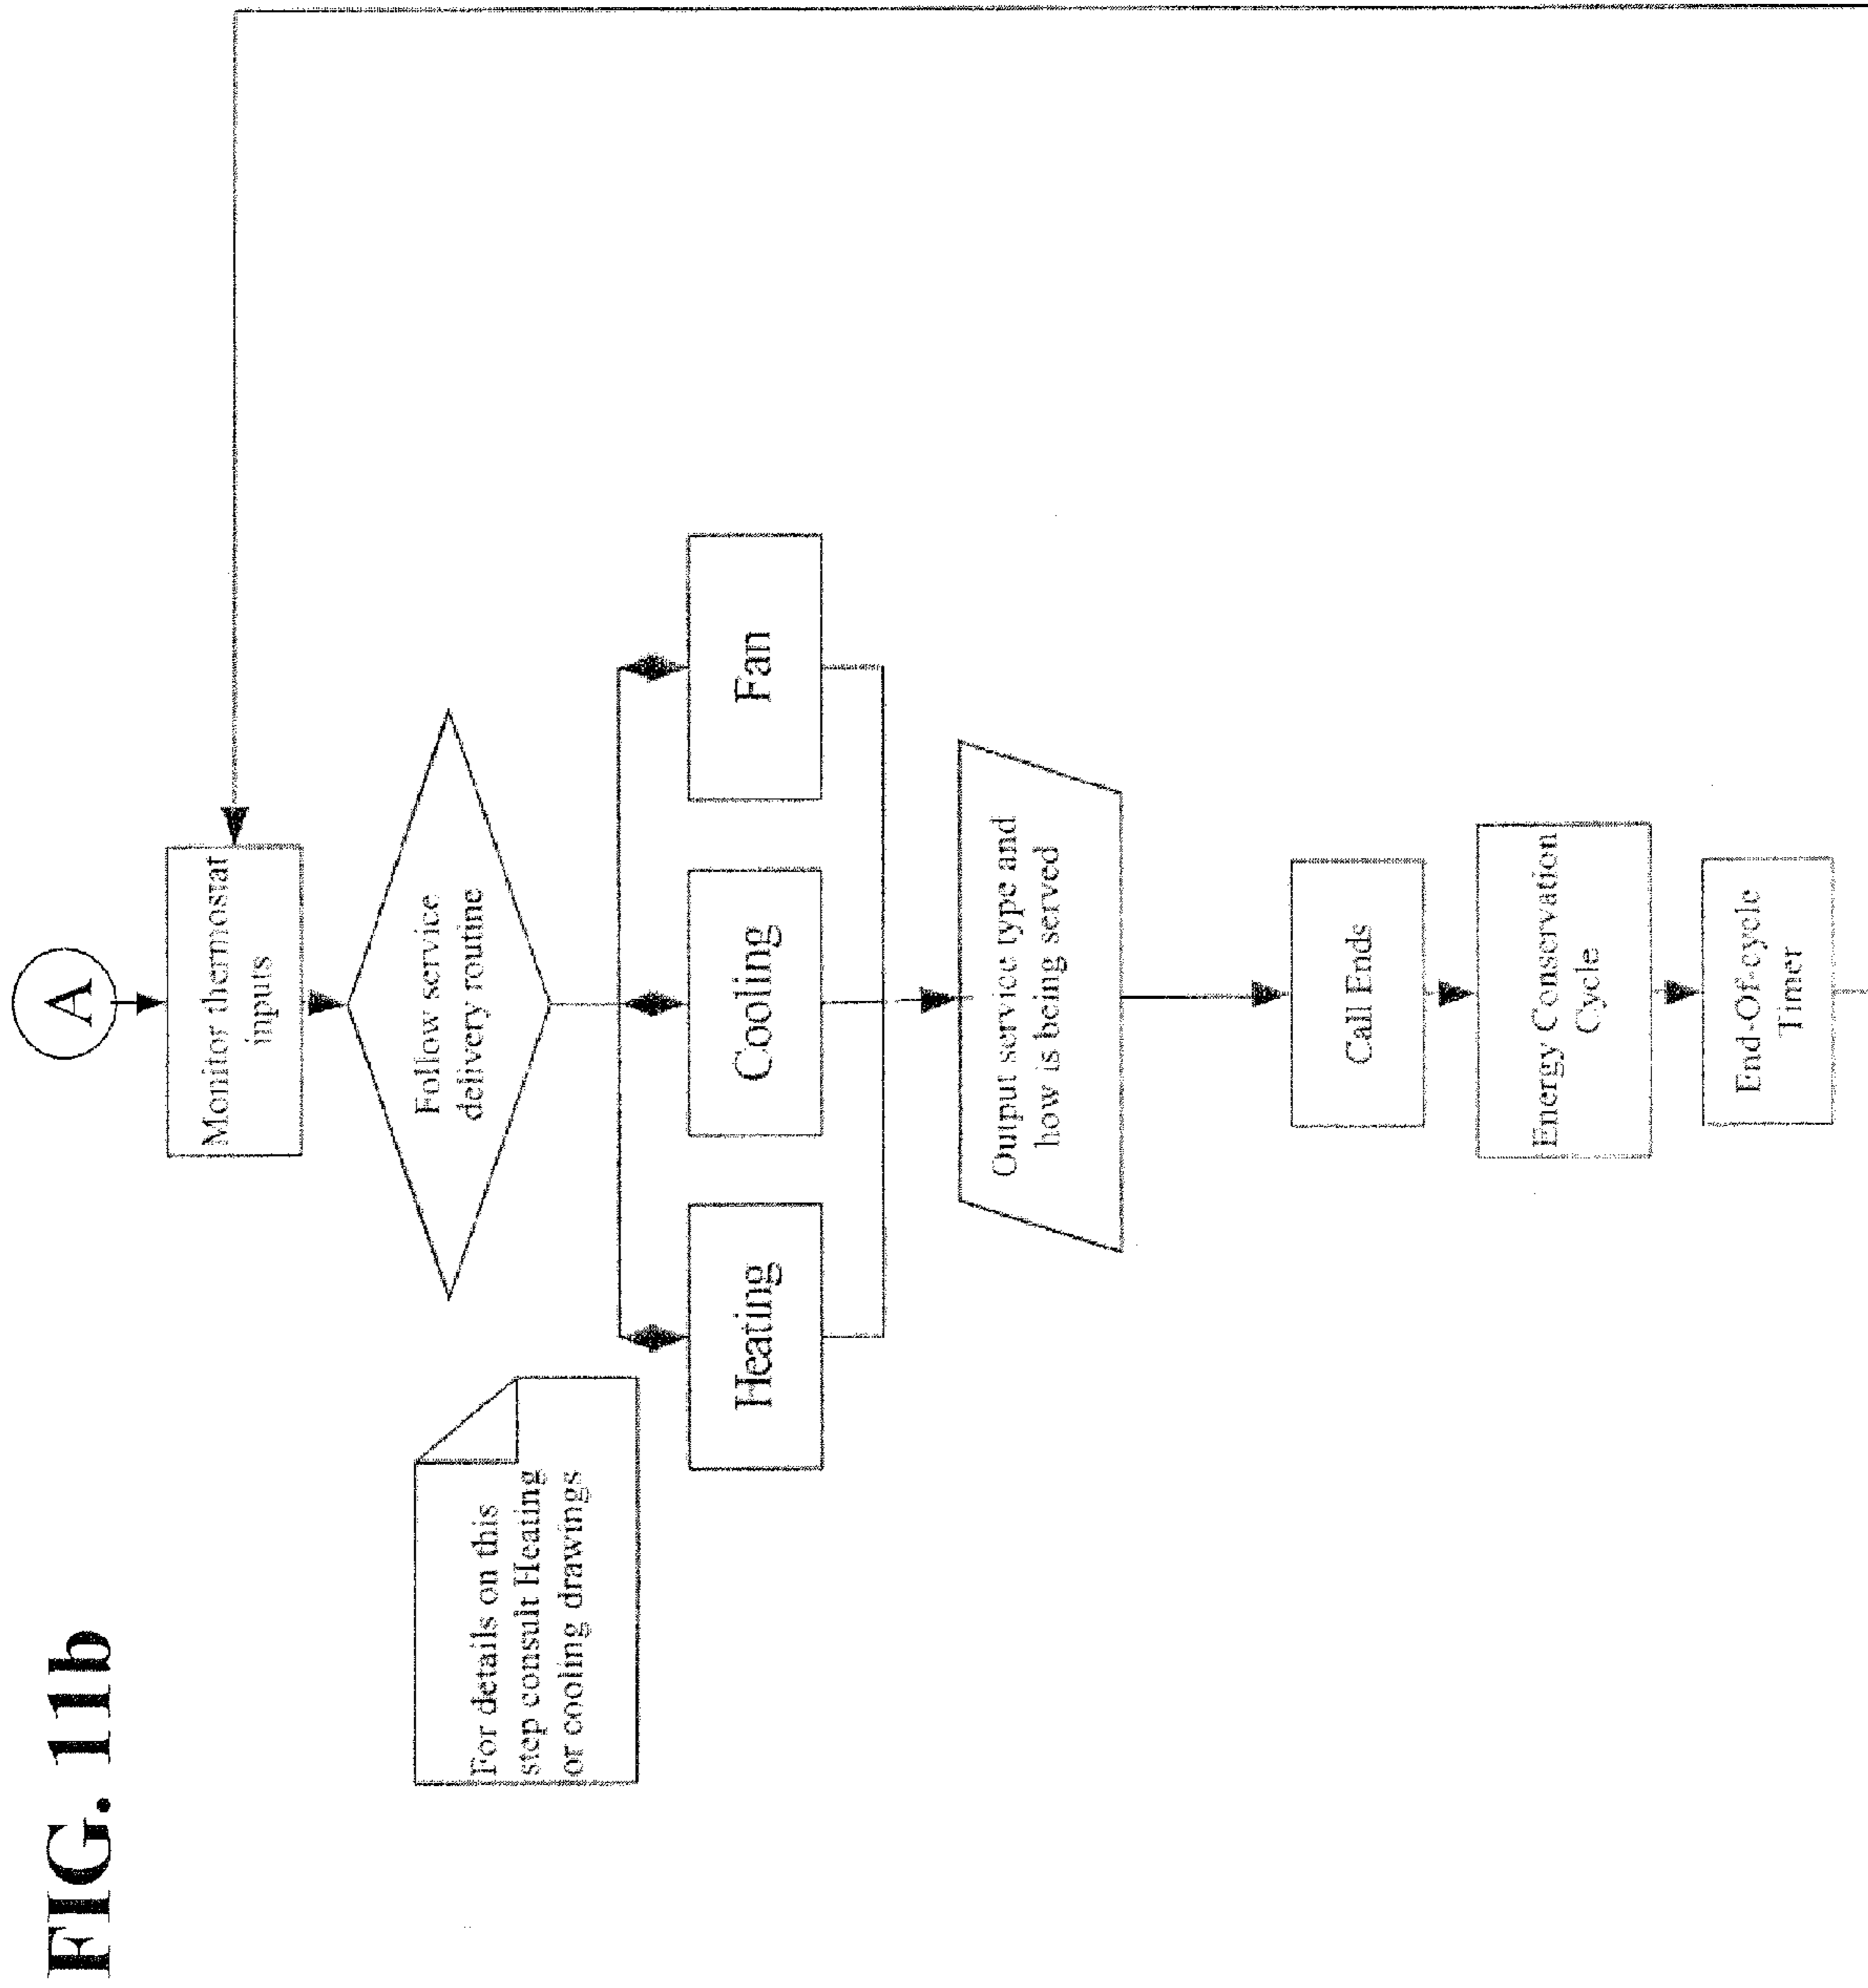 FIG. 11b
A
Monitor thermostat
inputs
Follow service
delivery routine
For details on this
step consult Heating
or cooling drawings
Heating
Cooling
Fan
Output service type and
how is being served
Call Ends
Energy Conservation
Cycle
End-Of-cycle
Timer